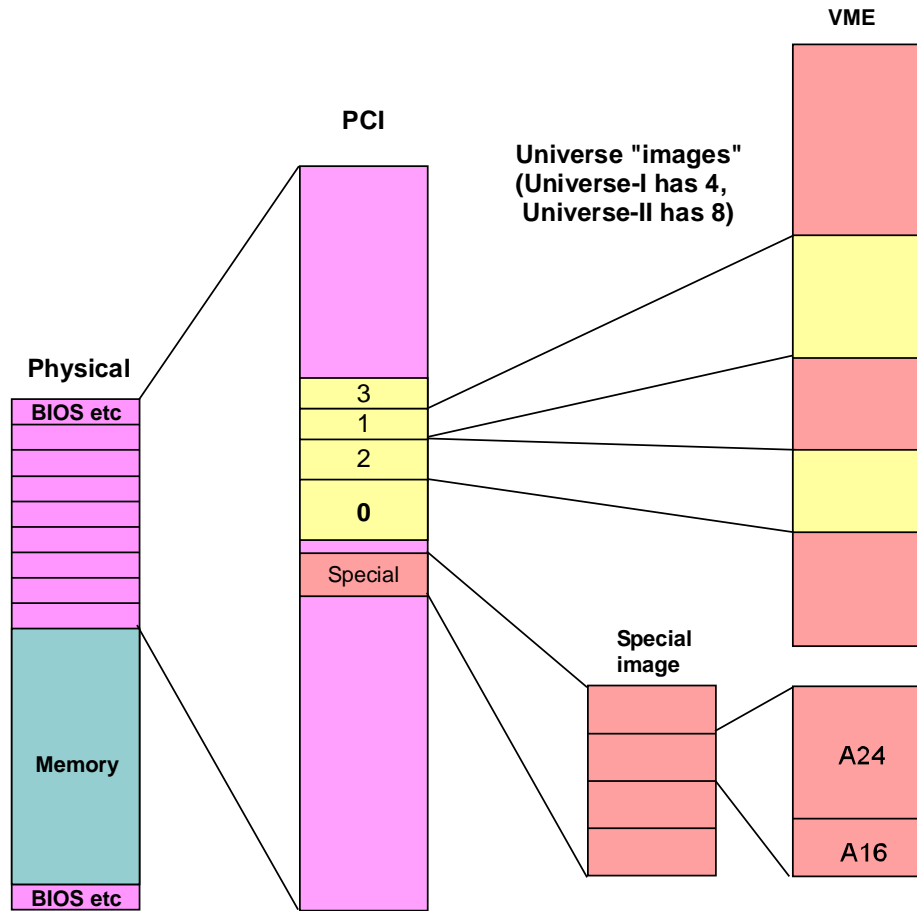 VME
PCI
Universe "images"
(Universe-I has 4,
Universe-II has 8)
Physical
BIOS etc
3
1
2
0
Special
Memory
BIOS etc
Special
image
A24
A16